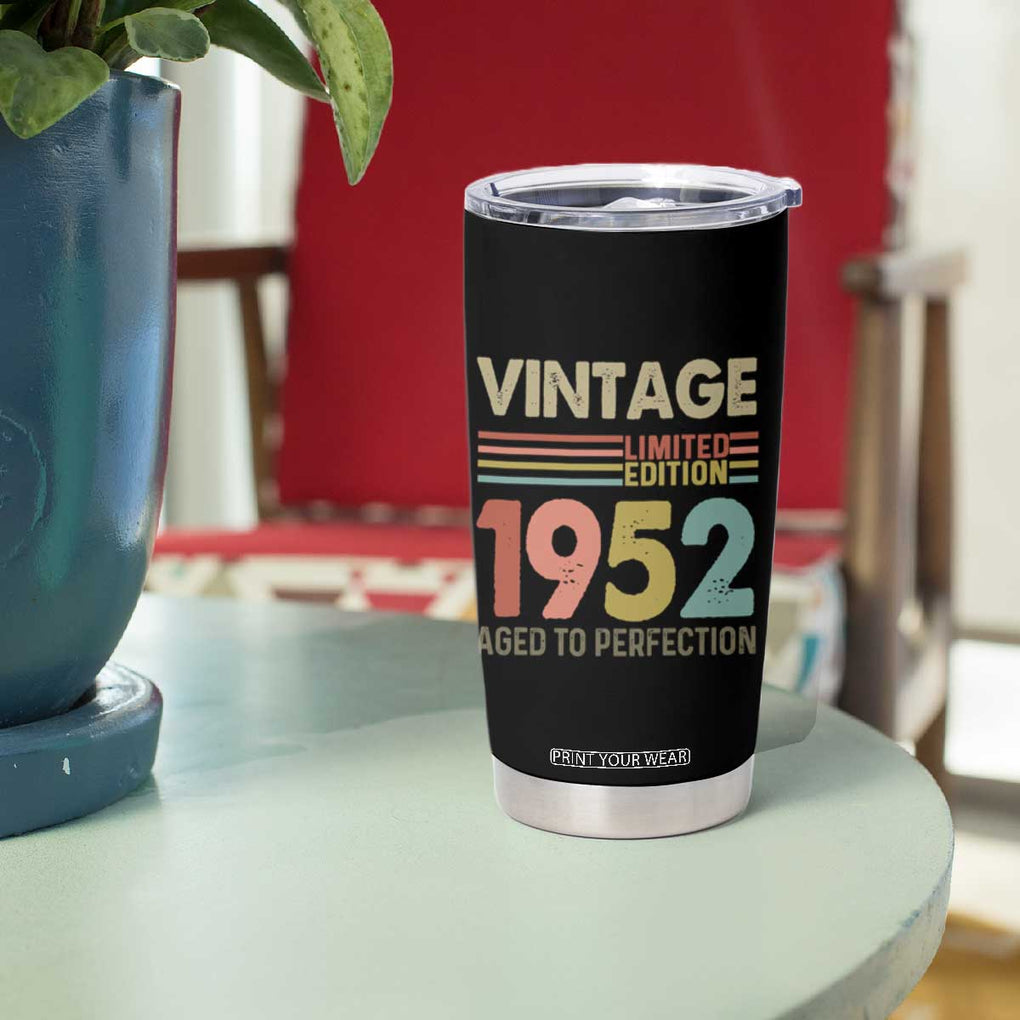 VINTAGE
LIMITED
EDITION
1952
AGED TO PERFECTION
PRINT YOUR WEAR